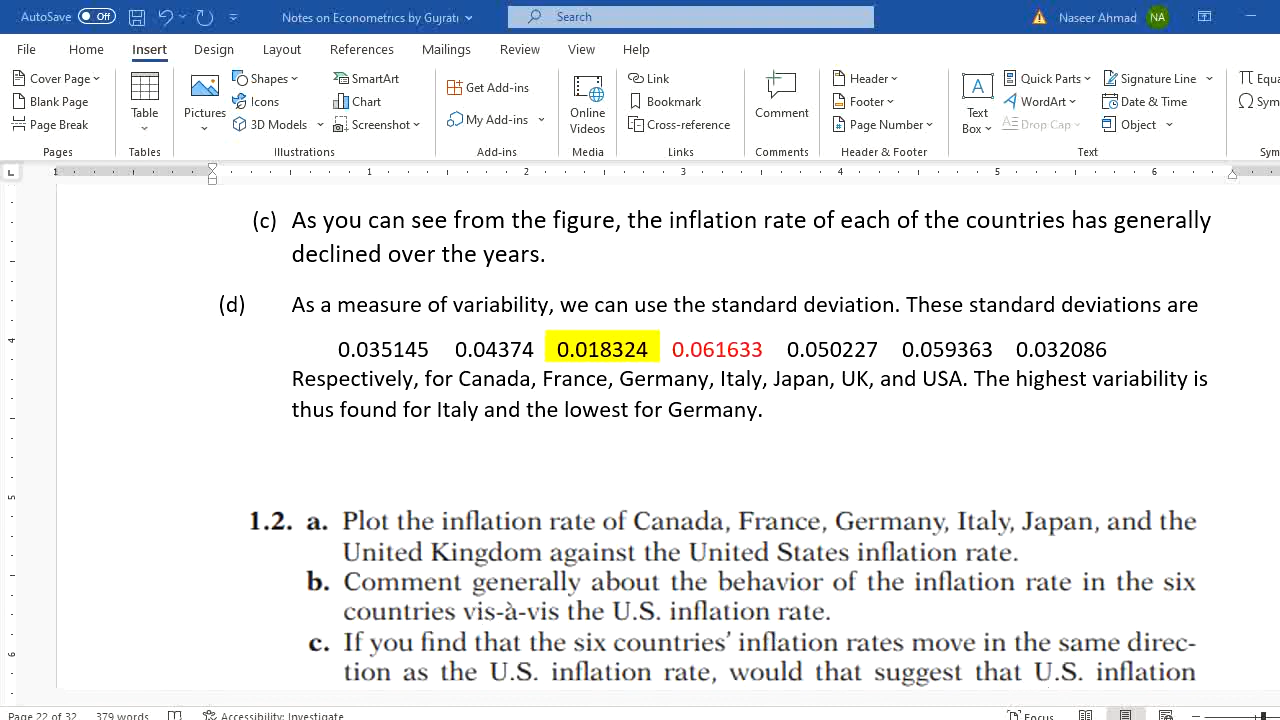 AutoSave Off Notes on Econometrics by Gujrati Search Naseer Ahmad NA
File Home Insert Design Layout References Mailings Review View Help
Cover Page
Blank Page
Page Break
Pages
Table
Tables
Pictures
Shapes
Icons
3D Models
SmartArt
Chart
Screenshot
Illustrations
Get Add-ins
My Add-ins
Add-ins
Online
Videos
Media
Link
Bookmark
Cross-reference
Links
Comment
Comments
Header
Footer
Page Number
Header & Footer
Text
Box
Quick Parts
WordArt
Drop Cap
Signature Line
Date & Time
Object
Text
1 1 2 3 4 5 6
4
5
6
(c) As you can see from the figure, the inflation rate of each of the countries has generally
declined over the years.
(d) As a measure of variability, we can use the standard deviation. These standard deviations are
0.035145 0.04374 0.018324 0.061633 0.050227 0.059363 0.032086
Respectively, for Canada, France, Germany, Italy, Japan, UK, and USA. The highest variability is
thus found for Italy and the lowest for Germany.
1.2. a. Plot the inflation rate of Canada, France, Germany, Italy, Japan, and the
United Kingdom against the United States inflation rate.
b. Comment generally about the behavior of the inflation rate in the six
countries vis-à-vis the U.S. inflation rate.
c. If you find that the six countries' inflation rates move in the same direc-
tion as the U.S. inflation rate, would that suggest that U.S. inflation
Page 22 of 32 379 words Accessibility: Investigate Focus